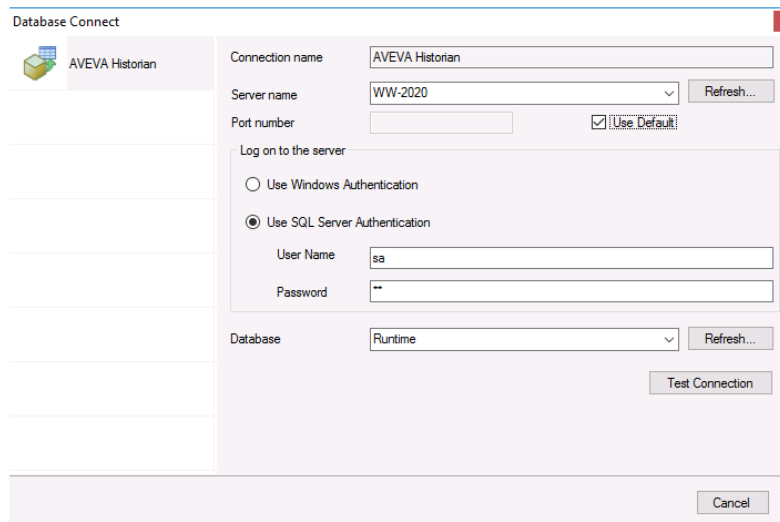 Database Connect
AVEVA Historian
Connection name
AVEVA Historian
Server name
WW-2020
Refresh...
Port number
Use Default
Log on to the server
Use Windows Authentication
Use SQL Server Authentication
User Name
sa
Password
**
Database
Runtime
Refresh...
Test Connection
Cancel